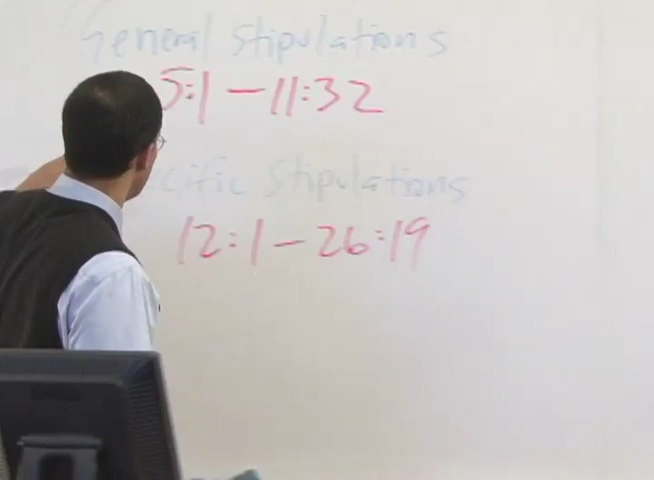 General Stipulations
5:1 – 11:32
cific Stipulations
12:1 – 26:19